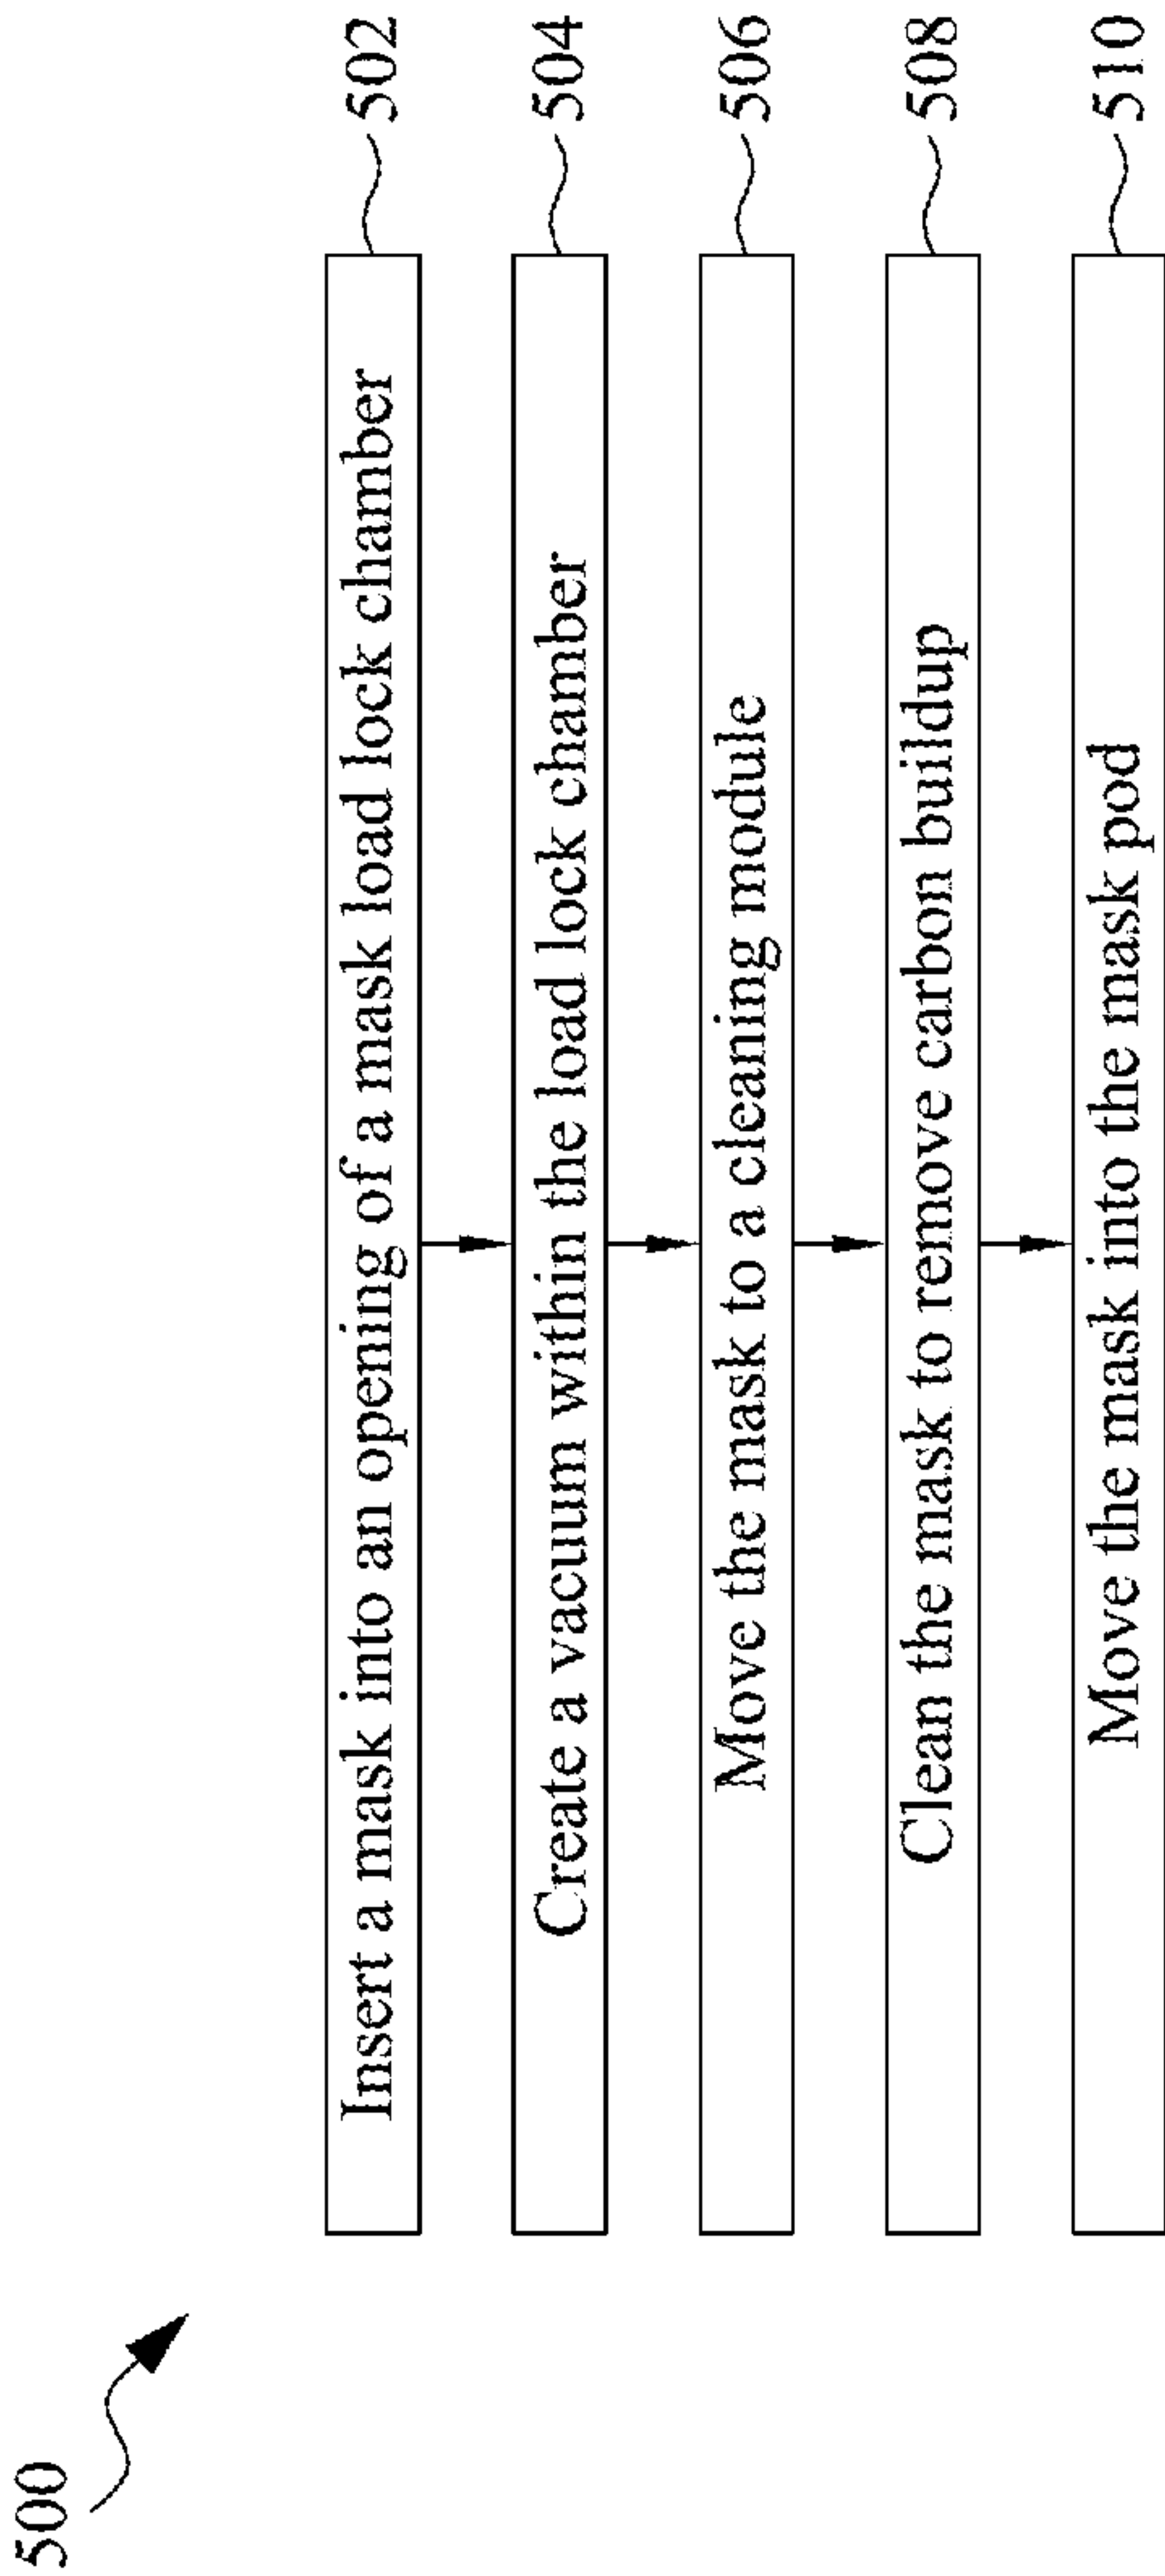 500
Insert a mask into an opening of a mask load lock chamber
502
Create a vacuum within the load lock chamber
504
Move the mask to a cleaning module
506
Clean the mask to remove carbon buildup
508
Move the mask into the mask pod
510